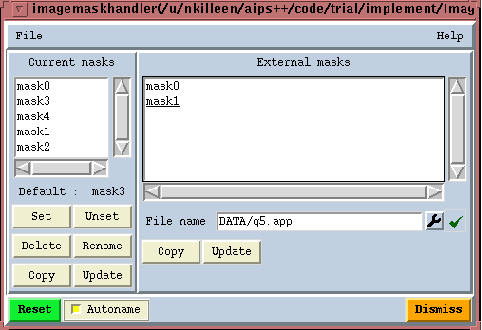 imagemaskhandler(/u/nkilleen/aips++/code/trial/implement/Imag
File Help
Current masks
mask0
mask3
mask4
mask1
mask2
Default : mask3
Set Unset
Delete Rename
Copy Update
External masks
mask0
mask1
File name DATA/q5.app
Copy Update
Reset Autoname Dismiss